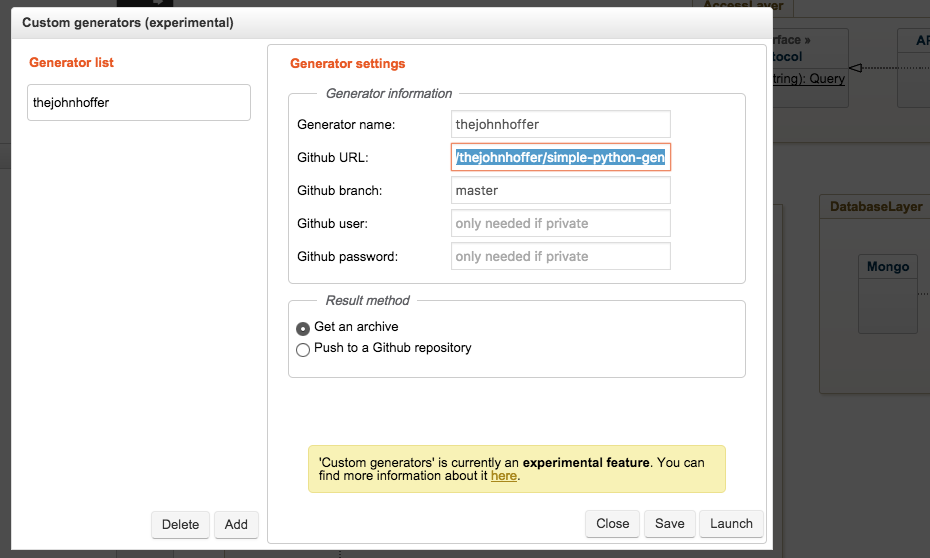 AccessLayer
Custom generators (experimental)
Generator list
thejohnhoffer
Generator settings
Generator information
Generator name:
thejohnhoffer
Github URL:
/thejohnhoffer/simple-python-gen
Github branch:
master
Github user:
only needed if private
Github password:
only needed if private
Result method
Get an archive
Push to a Github repository
'Custom generators' is currently an experimental feature. You can
find more information about it here.
Delete
Add
Close
Save
Launch
rface »
tocol
tring): Query
AP
DatabaseLayer
Mongo